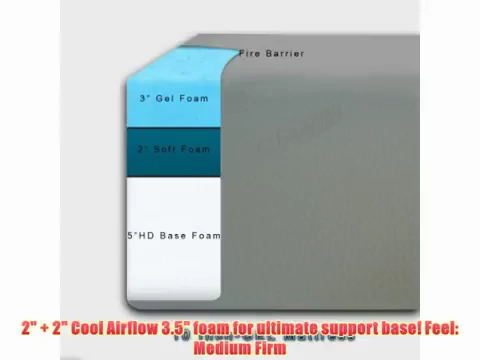 Fire Barrier
3" Gel Foam
2" Soft Foam
5"HD Base Foam
2" + 2" Cool Airflow 3.5" foam for ultimate support base! Feel:
Medium Firm